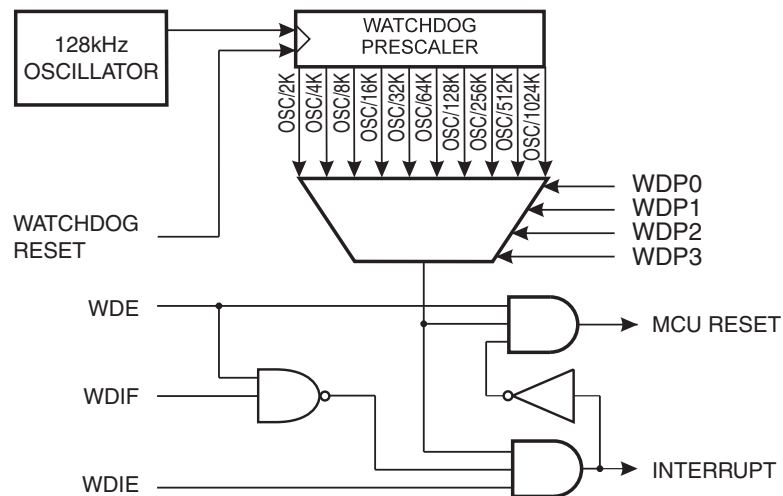 128kHz
OSCILLATOR
WATCHDOG
PRESCALER
OSC/2K
OSC/4K
OSC/8K
OSC/16K
OSC/32K
OSC/64K
OSC/128K
OSC/256K
OSC/512K
OSC/1024K
WATCHDOG
RESET
WDP0
WDP1
WDP2
WDP3
WDE
MCU RESET
WDIF
WDIE
INTERRUPT